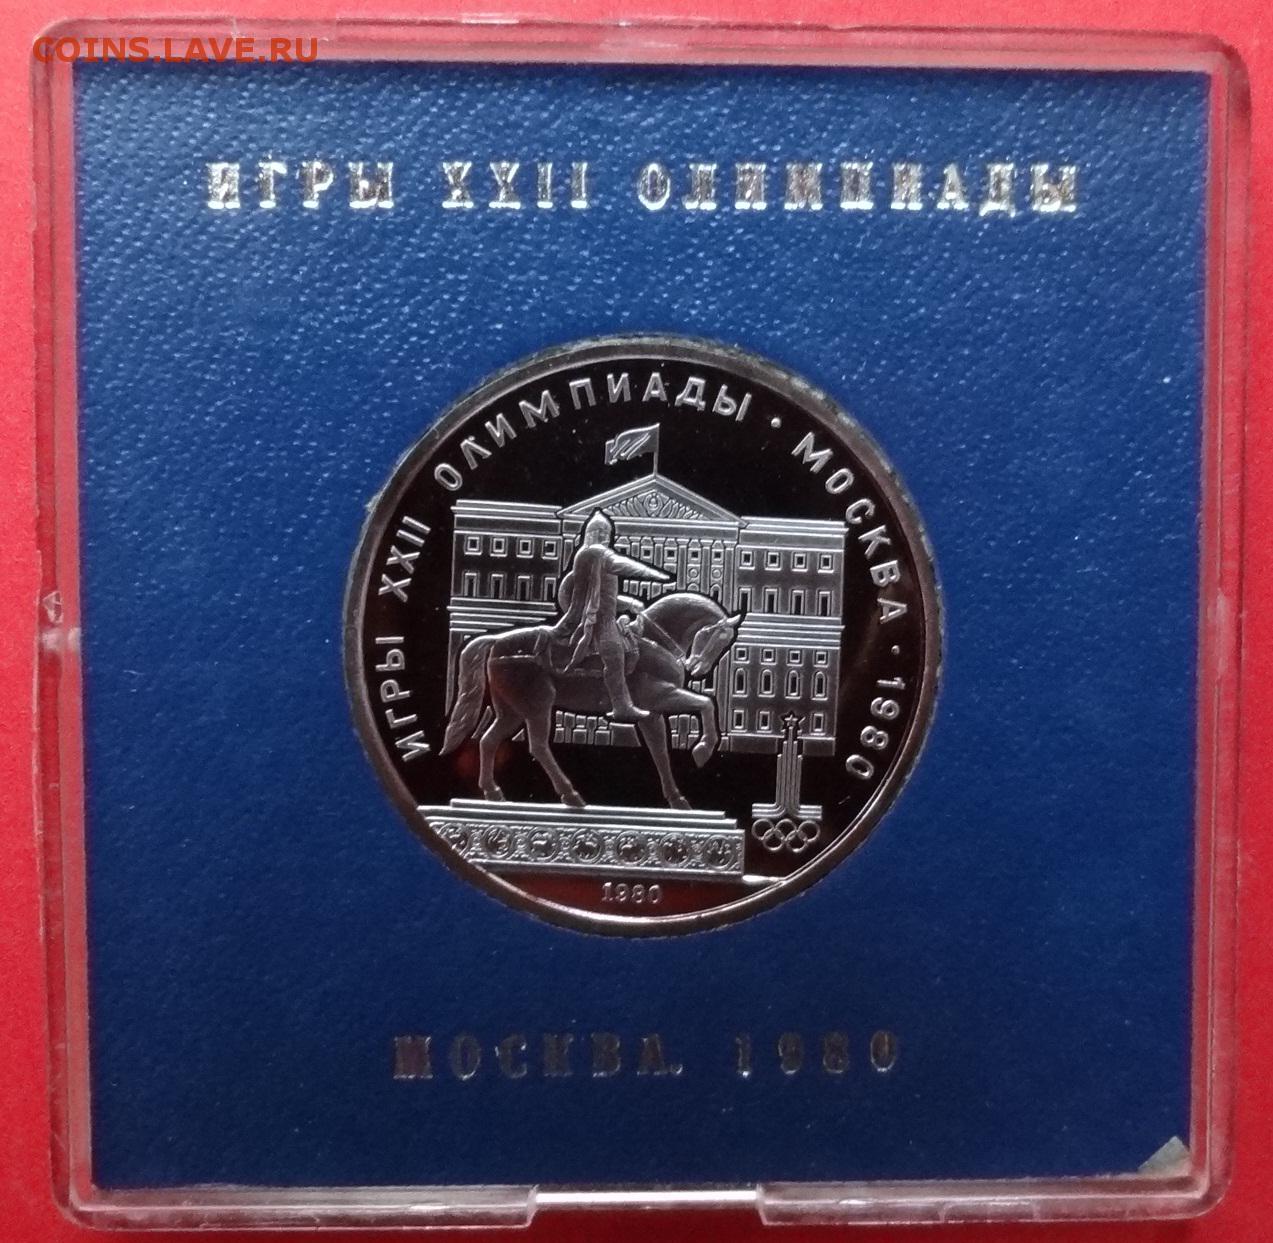 COINS.LAVE.RU
ИГРЫ XXII ОЛИМПИАДЫ
ИГРЫ XXII ОЛИМПИАДЫ · МОСКВА · 1980
1980
МОСКВА. 1980